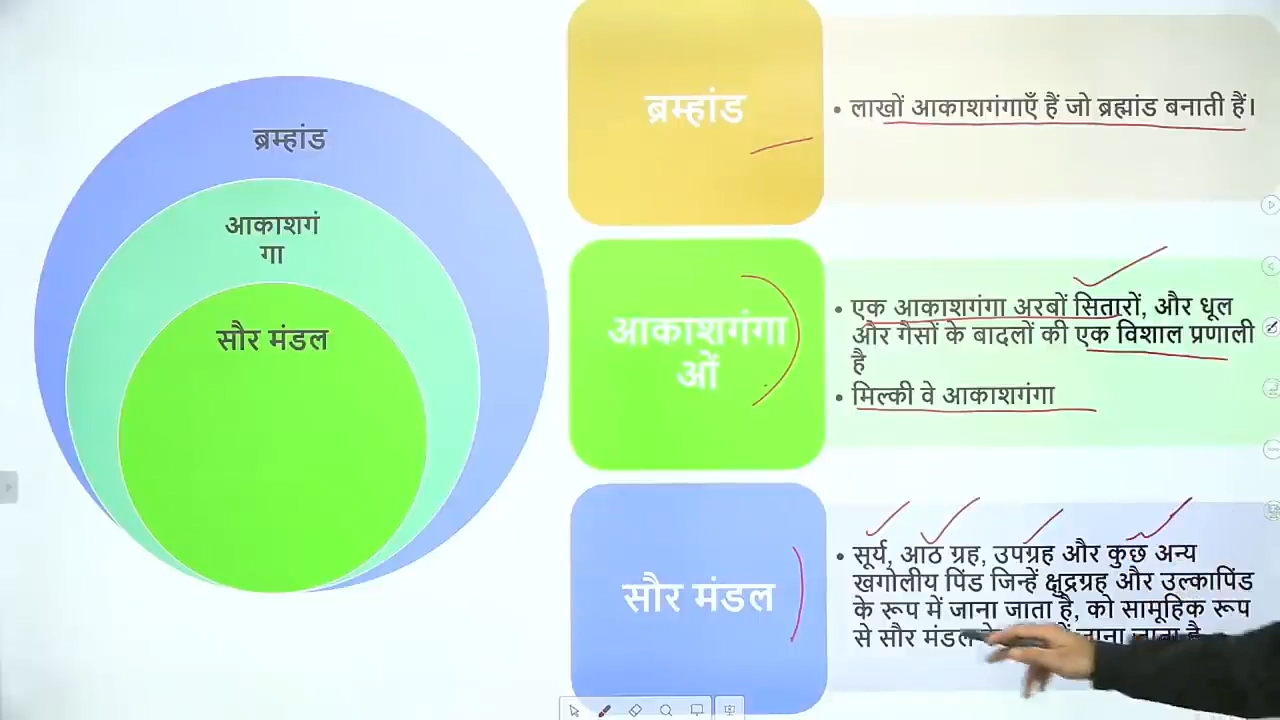 ब्रम्हांड
आकाशगं
गा
सौर मंडल
ब्रम्हांड
• लाखों आकाशगंगाएँ हैं जो ब्रह्मांड बनाती हैं।
आकाशगंगा
ओं
• एक आकाशगंगा अरबों सितारों, और धूल
और गैसों के बादलों की एक विशाल प्रणाली
है
• मिल्की वे आकाशगंगा
सौर मंडल
• सूर्य, आठ ग्रह, उपग्रह और कुछ अन्य
खगोलीय पिंड जिन्हें क्षुद्रग्रह और उल्कापिंड
के रूप में जाना जाता है, को सामूहिक रूप
से सौर मंडल